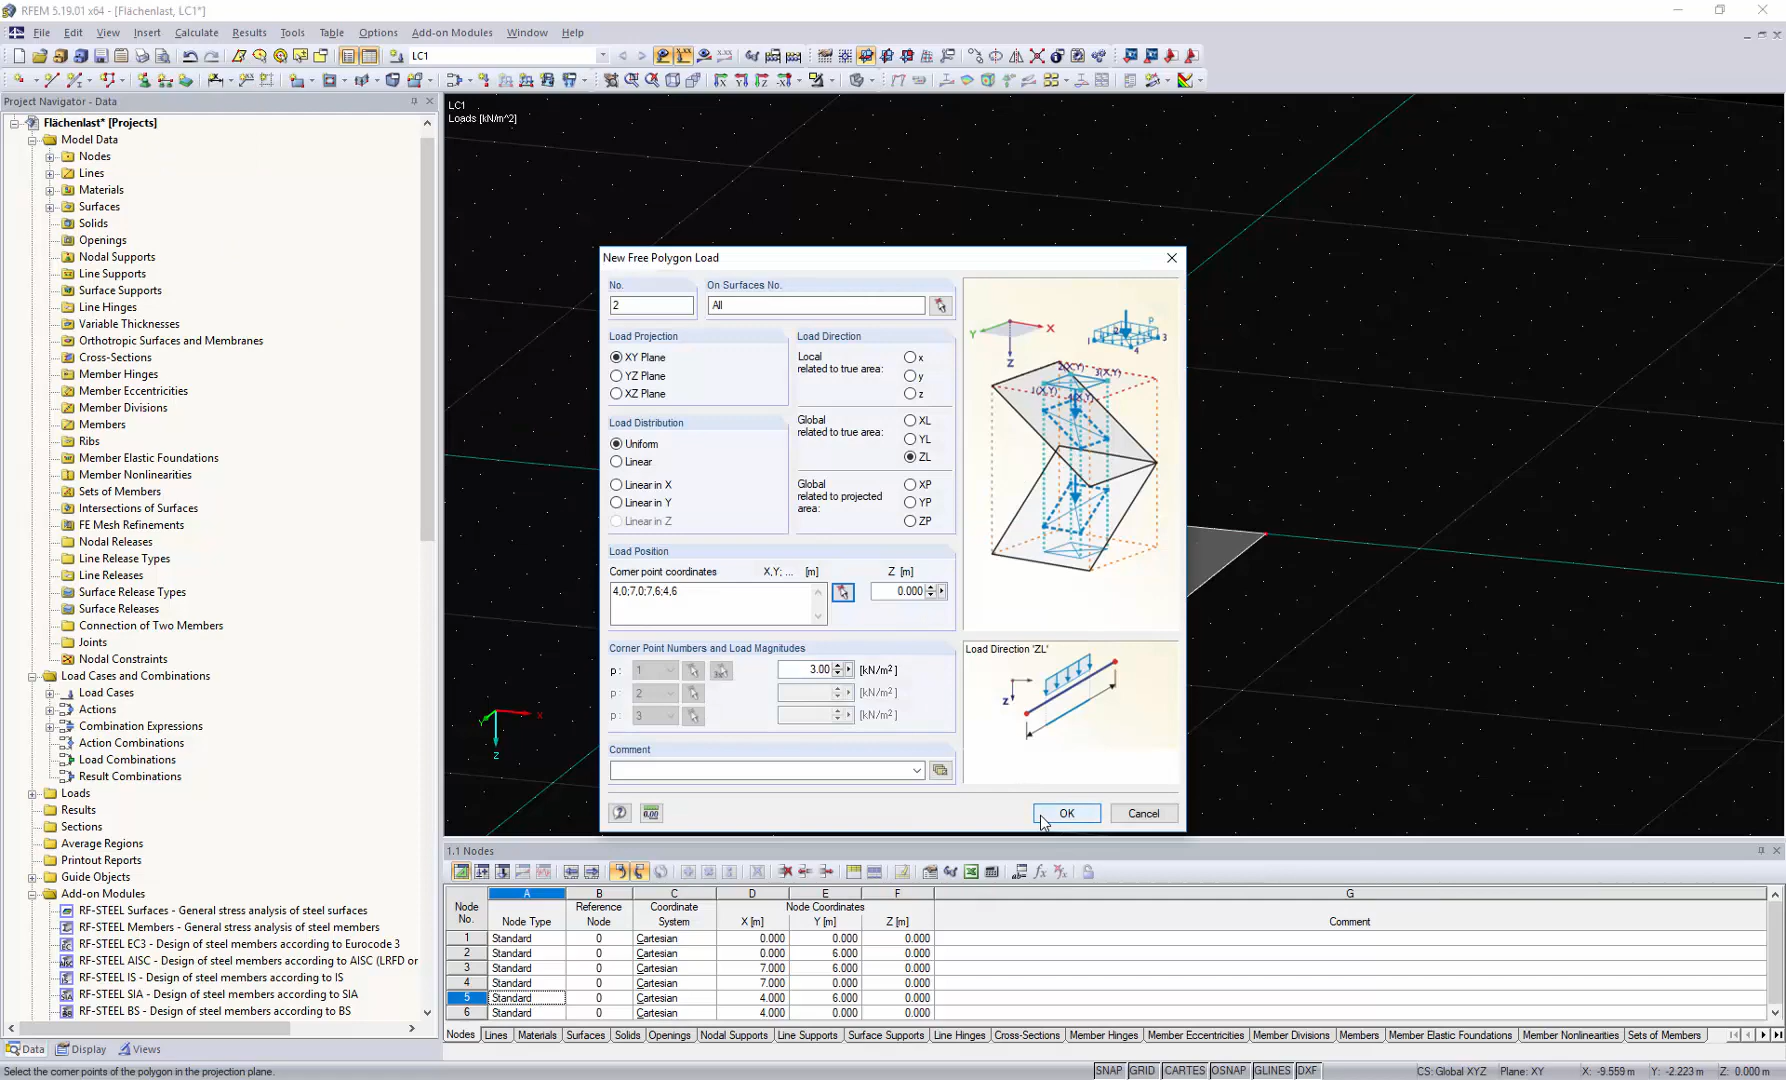 RFEM 5.19.01 x64 - [Flächenlast, LC1*]
File Edit View Insert Calculate Results Tools Table Options Add-on Modules Window Help
LC1
Project Navigator - Data
Flächenlast* [Projects]
Model Data
Nodes
Lines
Materials
Surfaces
Solids
Openings
Nodal Supports
Line Supports
Surface Supports
Line Hinges
Variable Thicknesses
Orthotropic Surfaces and Membranes
Cross-Sections
Member Hinges
Member Eccentricities
Member Divisions
Members
Ribs
Member Elastic Foundations
Member Nonlinearities
Sets of Members
Intersections of Surfaces
FE Mesh Refinements
Nodal Releases
Line Release Types
Line Releases
Surface Release Types
Surface Releases
Connection of Two Members
Joints
Nodal Constraints
Load Cases and Combinations
Load Cases
Actions
Combination Expressions
Action Combinations
Load Combinations
Result Combinations
Loads
Results
Sections
Average Regions
Printout Reports
Guide Objects
Add-on Modules
RF-STEEL Surfaces - General stress analysis of steel surfaces
RF-STEEL Members - General stress analysis of steel members
RF-STEEL EC3 - Design of steel members according to Eurocode 3
RF-STEEL AISC - Design of steel members according to AISC (LRFD or
RF-STEEL IS - Design of steel members according to IS
RF-STEEL SIA - Design of steel members according to SIA
RF-STEEL BS - Design of steel members according to BS
Data Display Views
LC1
Loads [kN/m^2]
X
Y
Z
New Free Polygon Load
No.
2
On Surfaces No.
All
Load Projection
XY Plane
YZ Plane
XZ Plane
Load Distribution
Uniform
Linear
Linear in X
Linear in Y
Linear in Z
Load Direction
Local
related to true area:
x
y
z
Global
related to true area:
XL
YL
ZL
Global
related to projected
area:
XP
YP
ZP
Load Position
Corner point coordinates X,Y; ... [m] Z [m]
4,0;7,0;7,6;4,6
0.000
Corner Point Numbers and Load Magnitudes
p: 1 3.00 [kN/m²]
p: 2 [kN/m²]
p: 3 [kN/m²]
Comment
OK Cancel
Y X Z
p
1 2 3 4
2(X,Y)
3(X,Y)
1(X,Y)
4(X,Y)
Load Direction 'ZL'
z
1.1 Nodes
A B C D E F G
Node No.
Node Type
Reference Node
Coordinate System
Node Coordinates
X [m] Y [m] Z [m]
Comment
1 Standard 0 Cartesian 0.000 0.000 0.000
2 Standard 0 Cartesian 0.000 6.000 0.000
3 Standard 0 Cartesian 7.000 6.000 0.000
4 Standard 0 Cartesian 7.000 0.000 0.000
5 Standard 0 Cartesian 4.000 6.000 0.000
6 Standard 0 Cartesian 4.000 0.000 0.000
Nodes Lines Materials Surfaces Solids Openings Nodal Supports Line Supports Surface Supports Line Hinges Cross-Sections Member Hinges Member Eccentricities Member Divisions Members Member Elastic Foundations Member Nonlinearities Sets of Members
Select the corner points of the polygon in the projection plane.
SNAP GRID CARTES OSNAP GLINES DXF
CS: Global XYZ Plane: XY X: -9.559 m Y: -2.223 m Z: 0.000 m